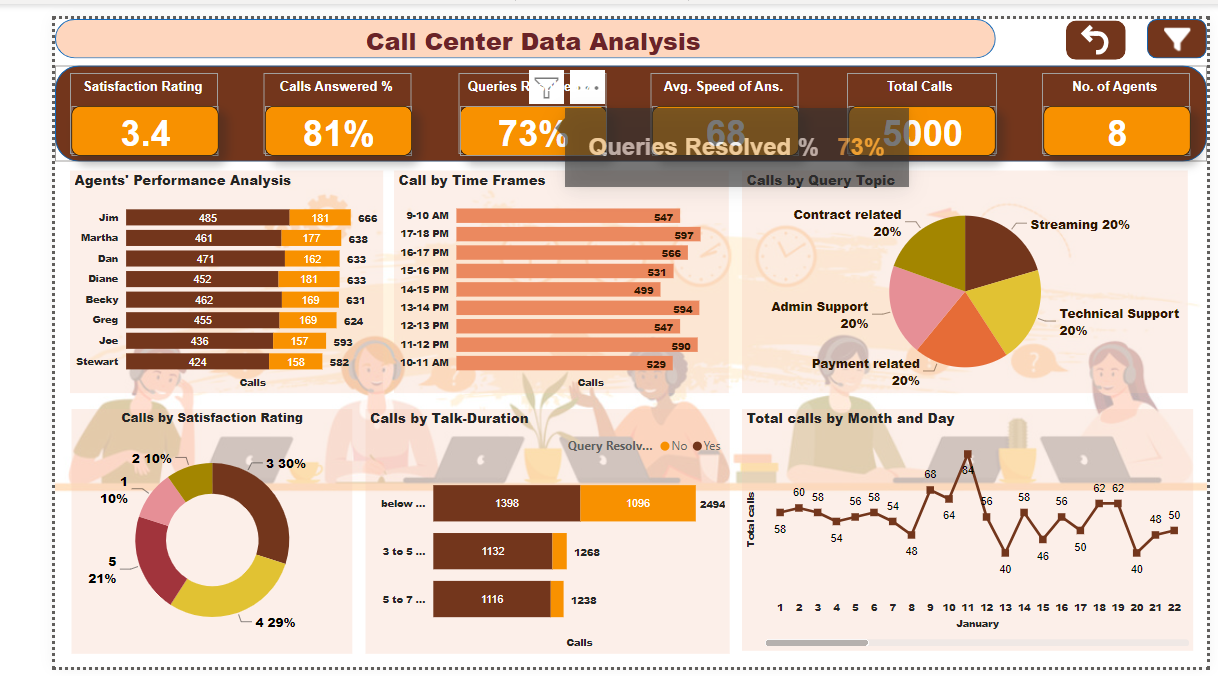 Call Center Data Analysis
Satisfaction Rating
Calls Answered %
Queries R
Avg. Speed of Ans.
Total Calls
No. of Agents
3.4
81%
73%
68
5000
8
Queries Resolved % 73%
Agents' Performance Analysis
Jim 485 181 666
Martha 461 177 638
Dan 471 162 633
Diane 452 181 633
Becky 462 169 631
Greg 455 169 624
Joe 436 157 593
Stewart 424 158 582
Calls
Call by Time Frames
9-10 AM 547
17-18 PM 597
16-17 PM 566
15-16 PM 531
14-15 PM 499
13-14 PM 594
12-13 PM 547
11-12 PM 590
10-11 AM 529
Calls
Calls by Query Topic
Contract related
20%
Streaming 20%
Admin Support
20%
Technical Support
20%
Payment related
20%
Calls by Satisfaction Rating
2 10%
3 30%
1
10%
5
21%
4 29%
Calls by Talk-Duration
Query Resolv... No Yes
below ... 1398 1096 2494
3 to 5 ... 1132 1268
5 to 7 ... 1116 1238
Calls
Total calls by Month and Day
Total calls
58 60 58 54 56 58 54 48 68 64 84 56 40 58 46 56 50 62 62 40 48 50
1 2 3 4 5 6 7 8 9 10 11 12 13 14 15 16 17 18 19 20 21 22
January